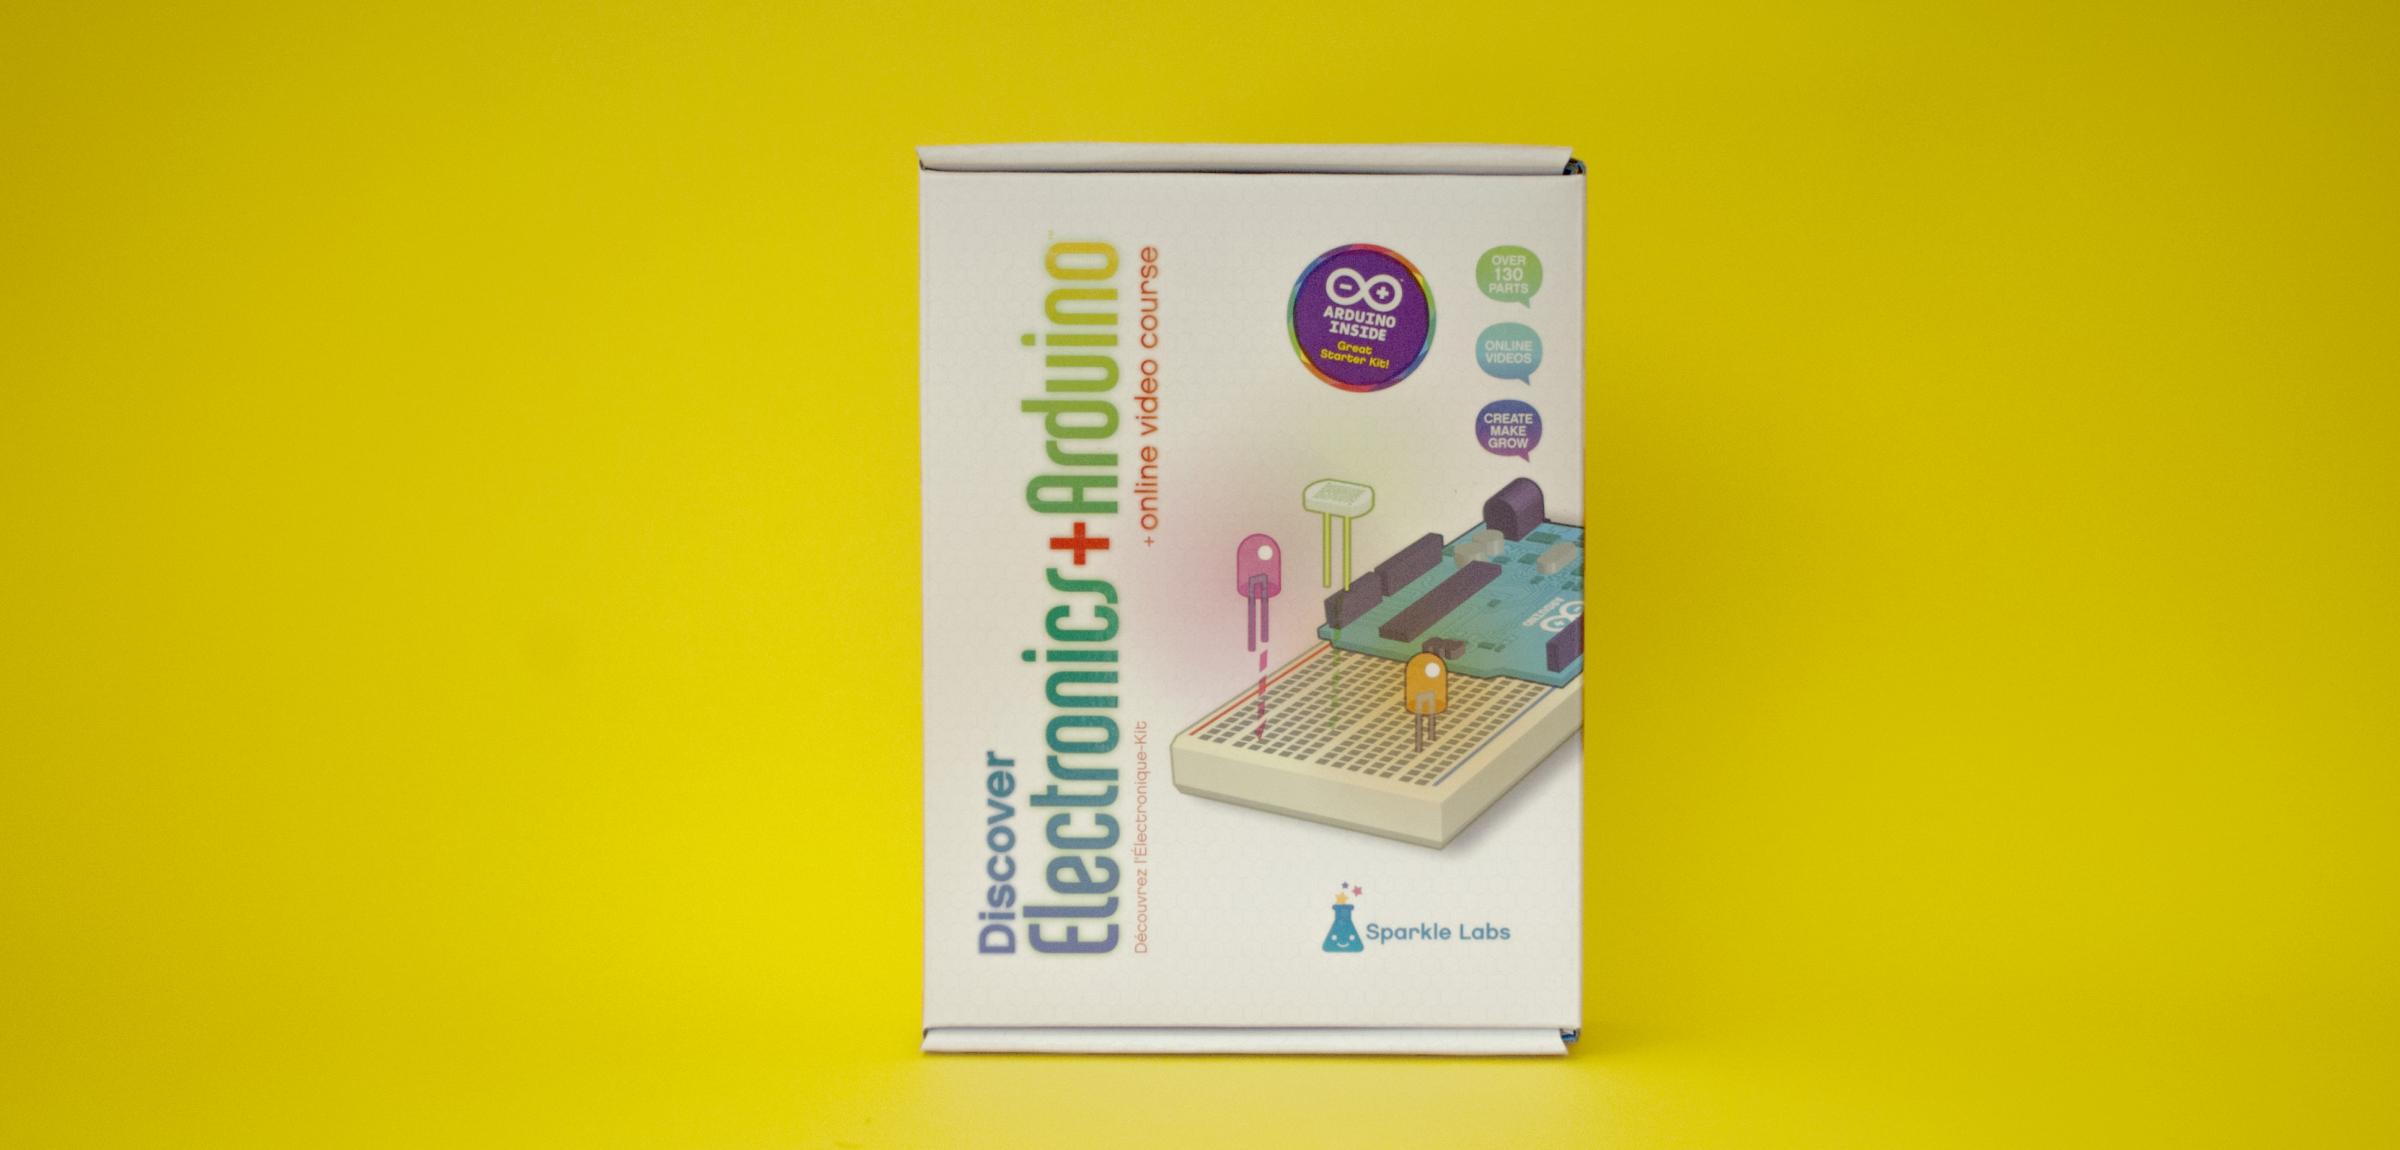 Discover
Electronics+Arduino™
+ online video course
Découvrez l'Électronique-Kit
ARDUINO
INSIDE
Great
Starter Kit!
OVER
130
PARTS
ONLINE
VIDEOS
CREATE
MAKE
GROW
ARDUINO
Sparkle Labs